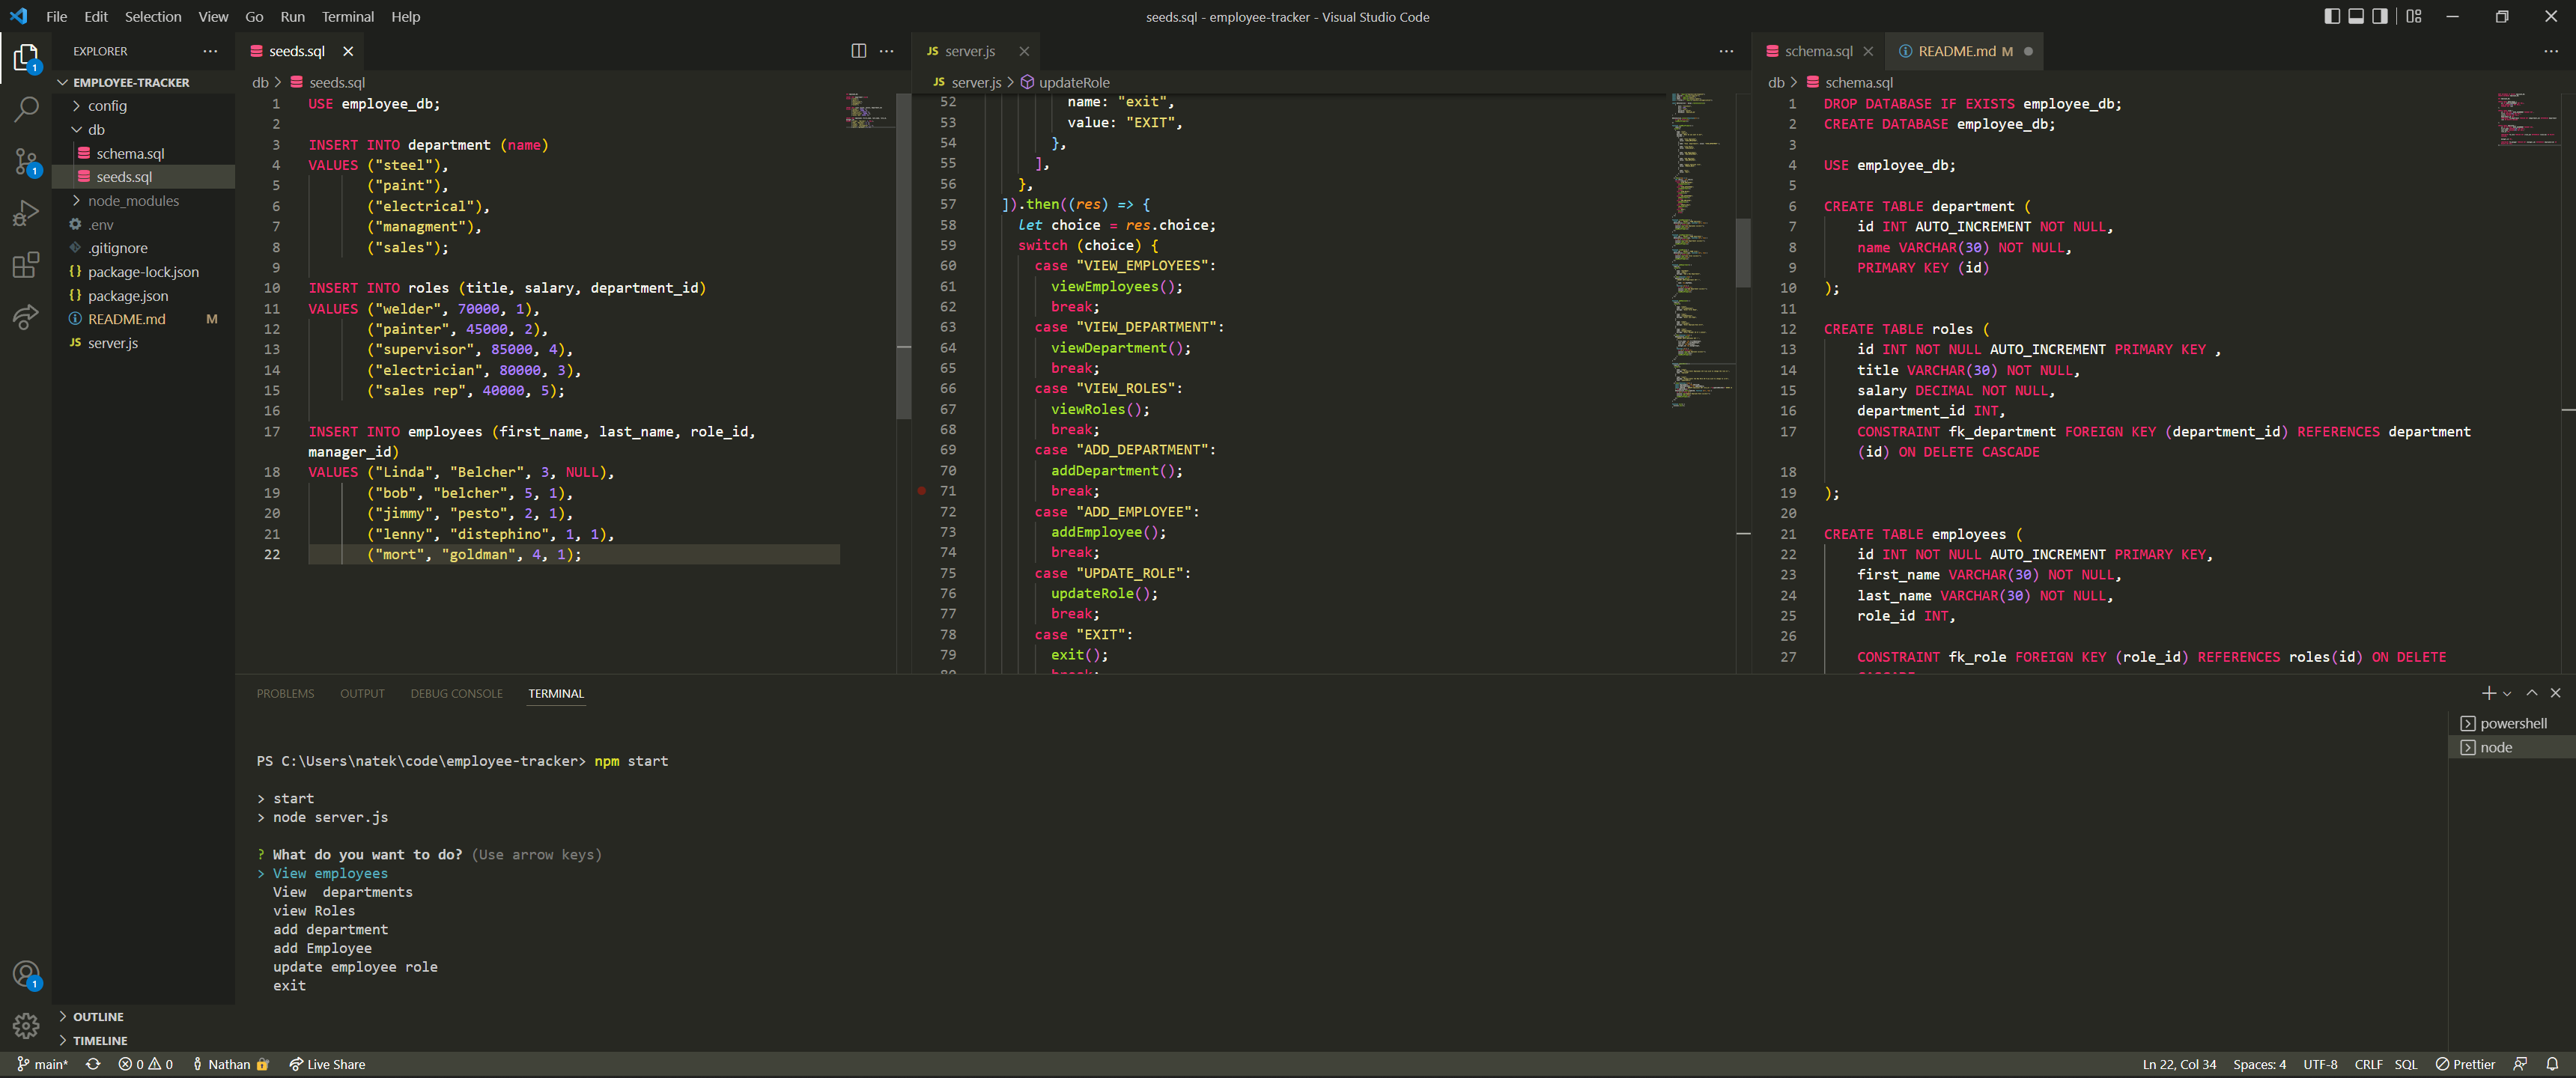 File Edit Selection View Go Run Terminal Help
seeds.sql - employee-tracker - Visual Studio Code
EXPLORER
EMPLOYEE-TRACKER
config
db
schema.sql
seeds.sql
node_modules
.env
.gitignore
package-lock.json
package.json
README.md M
server.js
OUTLINE
TIMELINE
1
1
1
seeds.sql
db > seeds.sql
1 USE employee_db;
2
3 INSERT INTO department (name)
4 VALUES ("steel"),
5 ("paint"),
6 ("electrical"),
7 ("managment"),
8 ("sales");
9
10 INSERT INTO roles (title, salary, department_id)
11 VALUES ("welder", 70000, 1),
12 ("painter", 45000, 2),
13 ("supervisor", 85000, 4),
14 ("electrician", 80000, 3),
15 ("sales rep", 40000, 5);
16
17 INSERT INTO employees (first_name, last_name, role_id,
manager_id)
18 VALUES ("Linda", "Belcher", 3, NULL),
19 ("bob", "belcher", 5, 1),
20 ("jimmy", "pesto", 2, 1),
21 ("lenny", "distephino", 1, 1),
22 ("mort", "goldman", 4, 1);
JS server.js
JS server.js > updateRole
52 name: "exit",
53 value: "EXIT",
54 },
55 ],
56 },
57 ]).then((res) => {
58 let choice = res.choice;
59 switch (choice) {
60 case "VIEW_EMPLOYEES":
61 viewEmployees();
62 break;
63 case "VIEW_DEPARTMENT":
64 viewDepartment();
65 break;
66 case "VIEW_ROLES":
67 viewRoles();
68 break;
69 case "ADD_DEPARTMENT":
70 addDepartment();
71 break;
72 case "ADD_EMPLOYEE":
73 addEmployee();
74 break;
75 case "UPDATE_ROLE":
76 updateRole();
77 break;
78 case "EXIT":
79 exit();
schema.sql
README.md M
db > schema.sql
1 DROP DATABASE IF EXISTS employee_db;
2 CREATE DATABASE employee_db;
3
4 USE employee_db;
5
6 CREATE TABLE department (
7 id INT AUTO_INCREMENT NOT NULL,
8 name VARCHAR(30) NOT NULL,
9 PRIMARY KEY (id)
10 );
11
12 CREATE TABLE roles (
13 id INT NOT NULL AUTO_INCREMENT PRIMARY KEY ,
14 title VARCHAR(30) NOT NULL,
15 salary DECIMAL NOT NULL,
16 department_id INT,
17 CONSTRAINT fk_department FOREIGN KEY (department_id) REFERENCES department
(id) ON DELETE CASCADE
18
19 );
20
21 CREATE TABLE employees (
22 id INT NOT NULL AUTO_INCREMENT PRIMARY KEY,
23 first_name VARCHAR(30) NOT NULL,
24 last_name VARCHAR(30) NOT NULL,
25 role_id INT,
26
27 CONSTRAINT fk_role FOREIGN KEY (role_id) REFERENCES roles(id) ON DELETE
PROBLEMS OUTPUT DEBUG CONSOLE TERMINAL
powershell
node
PS C:\Users\natek\code\employee-tracker> npm start
> start
> node server.js
? What do you want to do? (Use arrow keys)
> View employees
View  departments
view Roles
add department
add Employee
update employee role
exit
main* 0 0 Nathan Live Share
Ln 22, Col 34 Spaces: 4 UTF-8 CRLF SQL Prettier